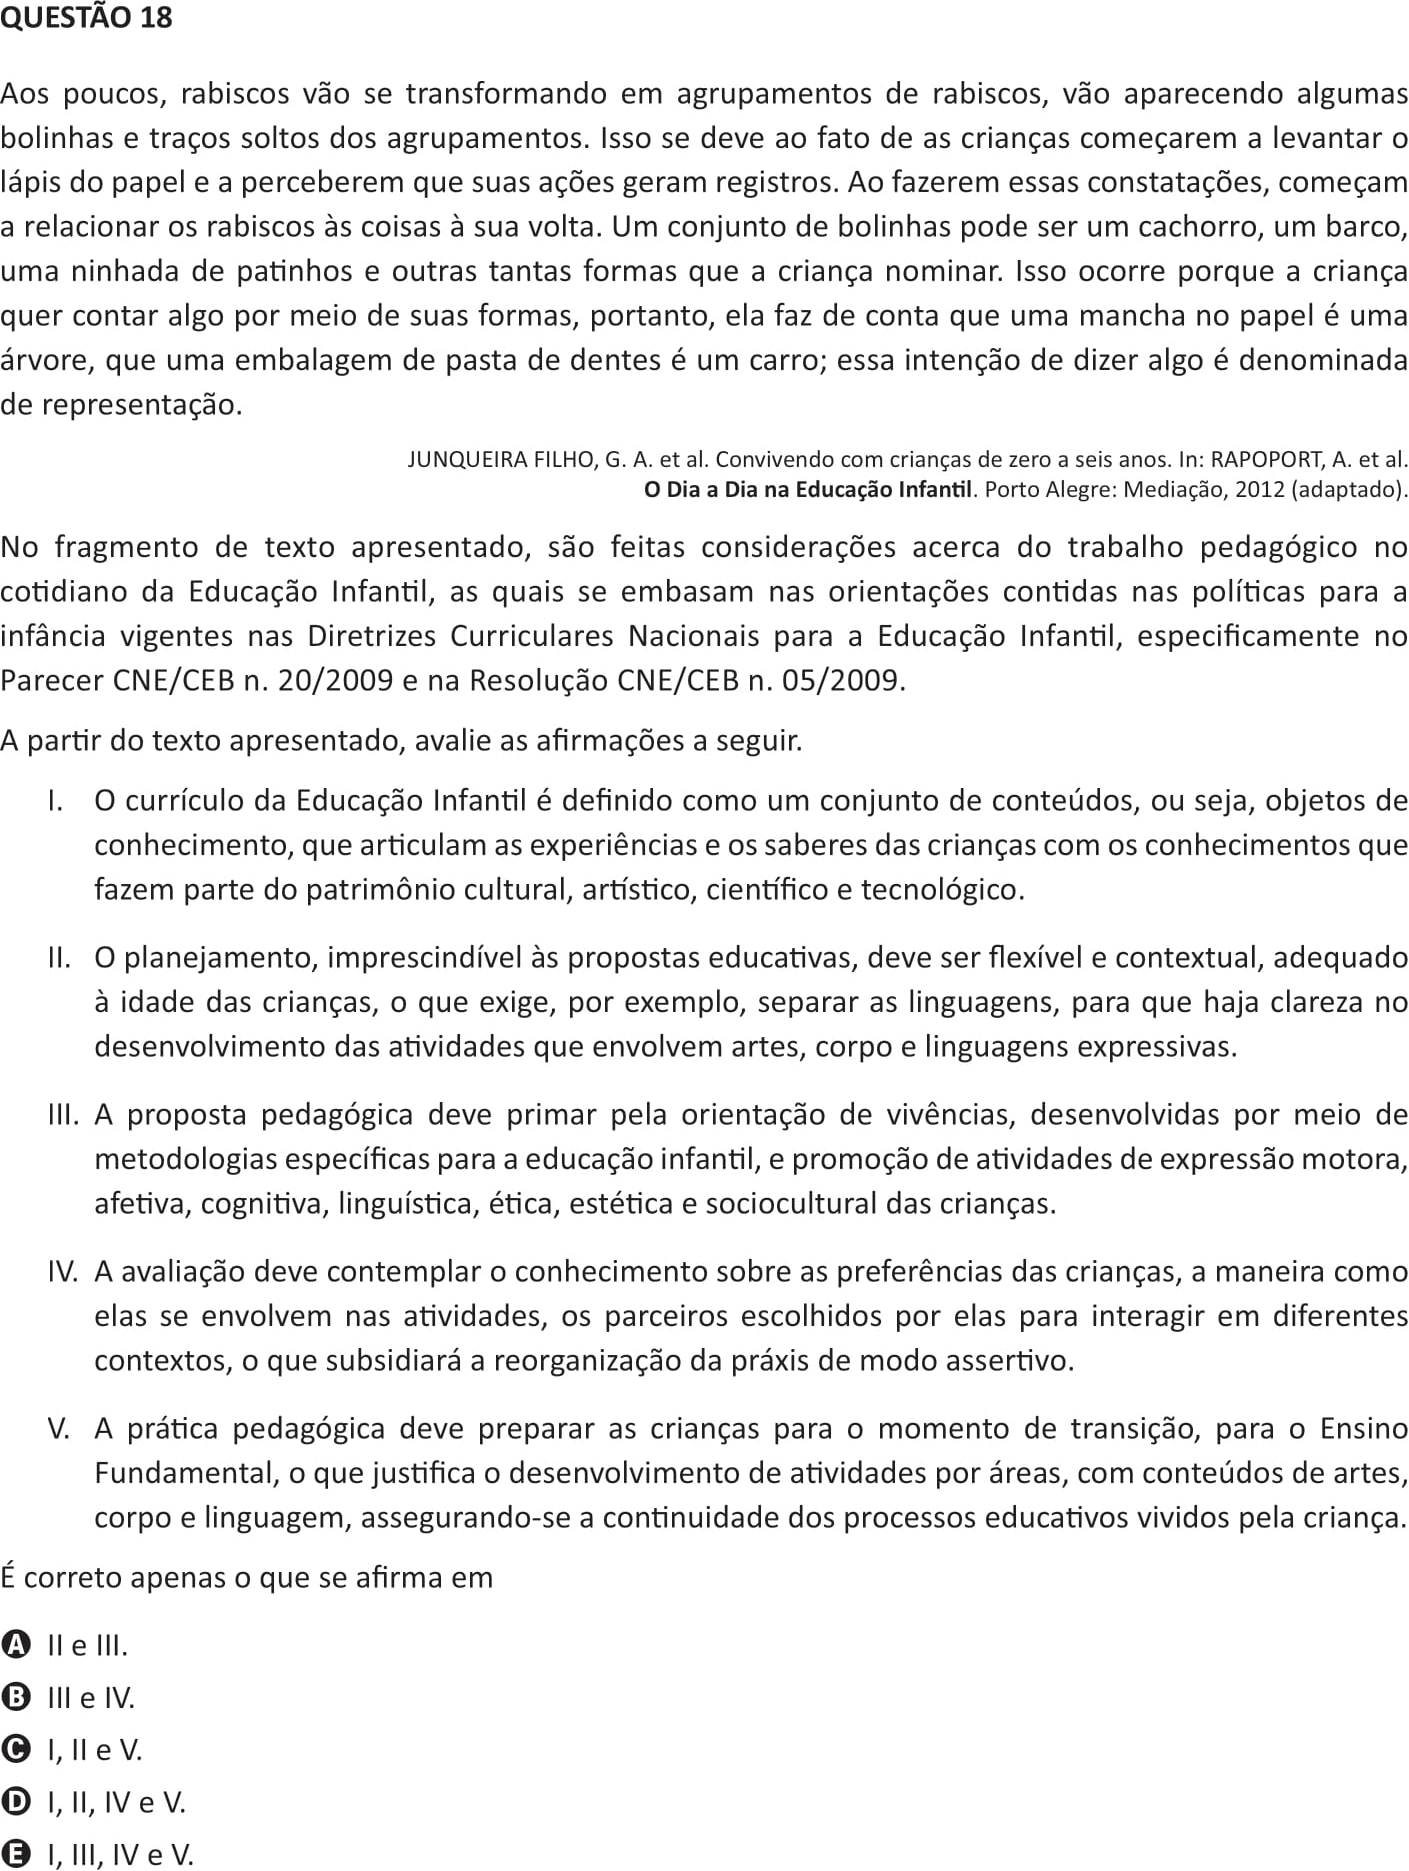 QUESTÃO 18
Aos poucos, rabiscos vão se transformando em agrupamentos de rabiscos, vão aparecendo algumas
bolinhas e traços soltos dos agrupamentos. Isso se deve ao fato de as crianças começarem a levantar o
lápis do papel e a perceberem que suas ações geram registros. Ao fazerem essas constatações, começam
a relacionar os rabiscos às coisas à sua volta. Um conjunto de bolinhas pode ser um cachorro, um barco,
uma ninhada de patinhos e outras tantas formas que a criança nominar. Isso ocorre porque a criança
quer contar algo por meio de suas formas, portanto, ela faz de conta que uma mancha no papel é uma
árvore, que uma embalagem de pasta de dentes é um carro; essa intenção de dizer algo é denominada
de representação.
JUNQUEIRA FILHO, G. A. et al. Convivendo com crianças de zero a seis anos. In: RAPOPORT, A. et al.
O Dia a Dia na Educação Infantil. Porto Alegre: Mediação, 2012 (adaptado).
No fragmento de texto apresentado, são feitas considerações acerca do trabalho pedagógico no
cotidiano da Educação Infantil, as quais se embasam nas orientações contidas nas políticas para a
infância vigentes nas Diretrizes Curriculares Nacionais para a Educação Infantil, especificamente no
Parecer CNE/CEB n. 20/2009 e na Resolução CNE/CEB n. 05/2009.
A partir do texto apresentado, avalie as afirmações a seguir.
I. O currículo da Educação Infantil é definido como um conjunto de conteúdos, ou seja, objetos de
conhecimento, que articulam as experiências e os saberes das crianças com os conhecimentos que
fazem parte do patrimônio cultural, artístico, científico e tecnológico.
II. O planejamento, imprescindível às propostas educativas, deve ser flexível e contextual, adequado
à idade das crianças, o que exige, por exemplo, separar as linguagens, para que haja clareza no
desenvolvimento das atividades que envolvem artes, corpo e linguagens expressivas.
III. A proposta pedagógica deve primar pela orientação de vivências, desenvolvidas por meio de
metodologias específicas para a educação infantil, e promoção de atividades de expressão motora,
afetiva, cognitiva, linguística, ética, estética e sociocultural das crianças.
IV. A avaliação deve contemplar o conhecimento sobre as preferências das crianças, a maneira como
elas se envolvem nas atividades, os parceiros escolhidos por elas para interagir em diferentes
contextos, o que subsidiará a reorganização da práxis de modo assertivo.
V. A prática pedagógica deve preparar as crianças para o momento de transição, para o Ensino
Fundamental, o que justifica o desenvolvimento de atividades por áreas, com conteúdos de artes,
corpo e linguagem, assegurando-se a continuidade dos processos educativos vividos pela criança.
É correto apenas o que se afirma em
A II e III.
B III e IV.
C I, II e V.
D I, II, IV e V.
E I, III, IV e V.